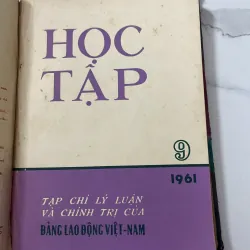 HỌC
TẬP
9
1961
TẠP CHÍ LÝ LUẬN
VÀ CHÍNH TRỊ CỦA
ĐẢNG LAO ĐỘNG VIỆT-NAM